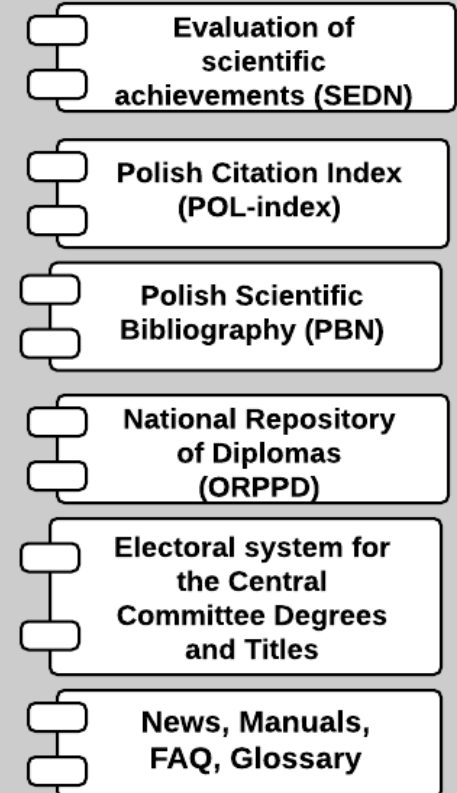 Evaluation of
scientific
achievements (SEDN)
Polish Citation Index
(POL-index)
Polish Scientific
Bibliography (PBN)
National Repository
of Diplomas
(ORPPD)
Electoral system for
the Central
Committee Degrees
and Titles
News, Manuals,
FAQ, Glossary